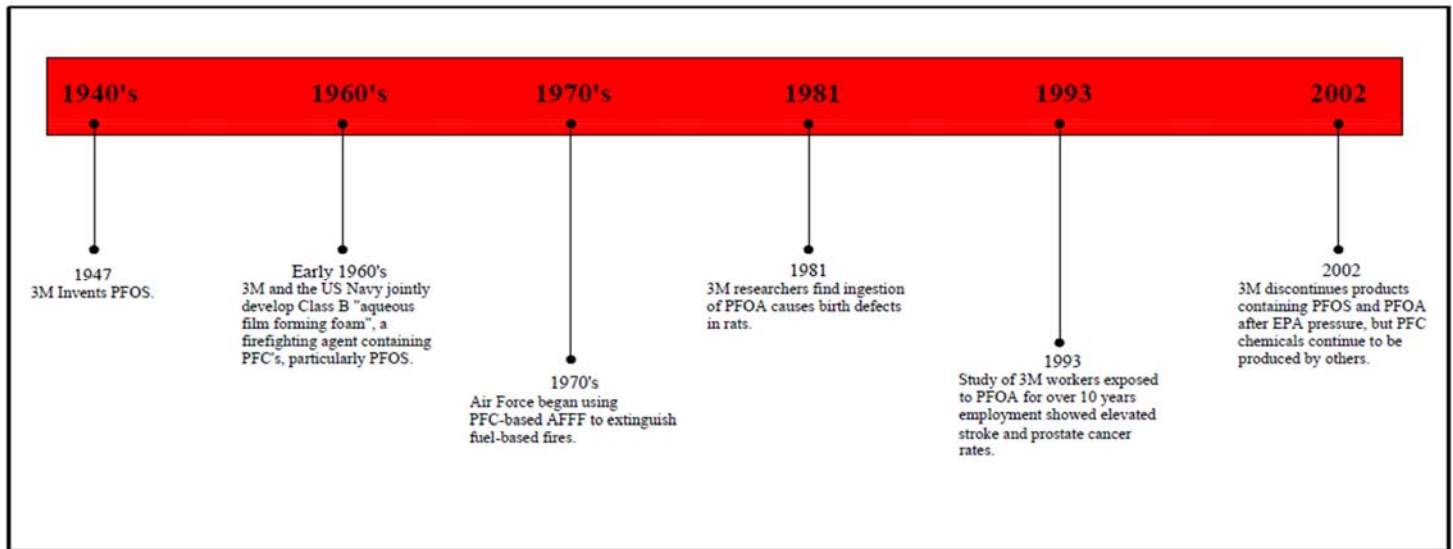 1940's
1960's
1970's
1981
1993
2002
1947
3M Invents PFOS.
Early 1960's
3M and the US Navy jointly
develop Class B "aqueous
film forming foam", a
firefighting agent containing
PFC's, particularly PFOS.
1970's
Air Force began using
PFC-based AFFF to extinguish
fuel-based fires.
1981
3M researchers find ingestion
of PFOA causes birth defects
in rats.
1993
Study of 3M workers exposed
to PFOA for over 10 years
employment showed elevated
stroke and prostate cancer
rates.
2002
3M discontinues products
containing PFOS and PFOA
after EPA pressure, but PFC
chemicals continue to be
produced by others.